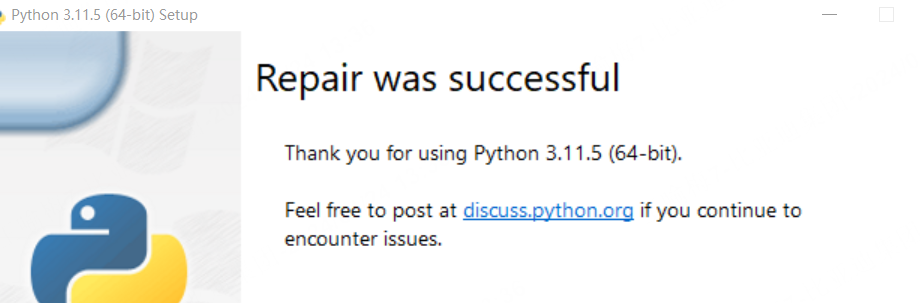 Python 3.11.5 (64-bit) Setup
Repair was successful
Thank you for using Python 3.11.5 (64-bit).
Feel free to post at discuss.python.org if you continue to
encounter issues.